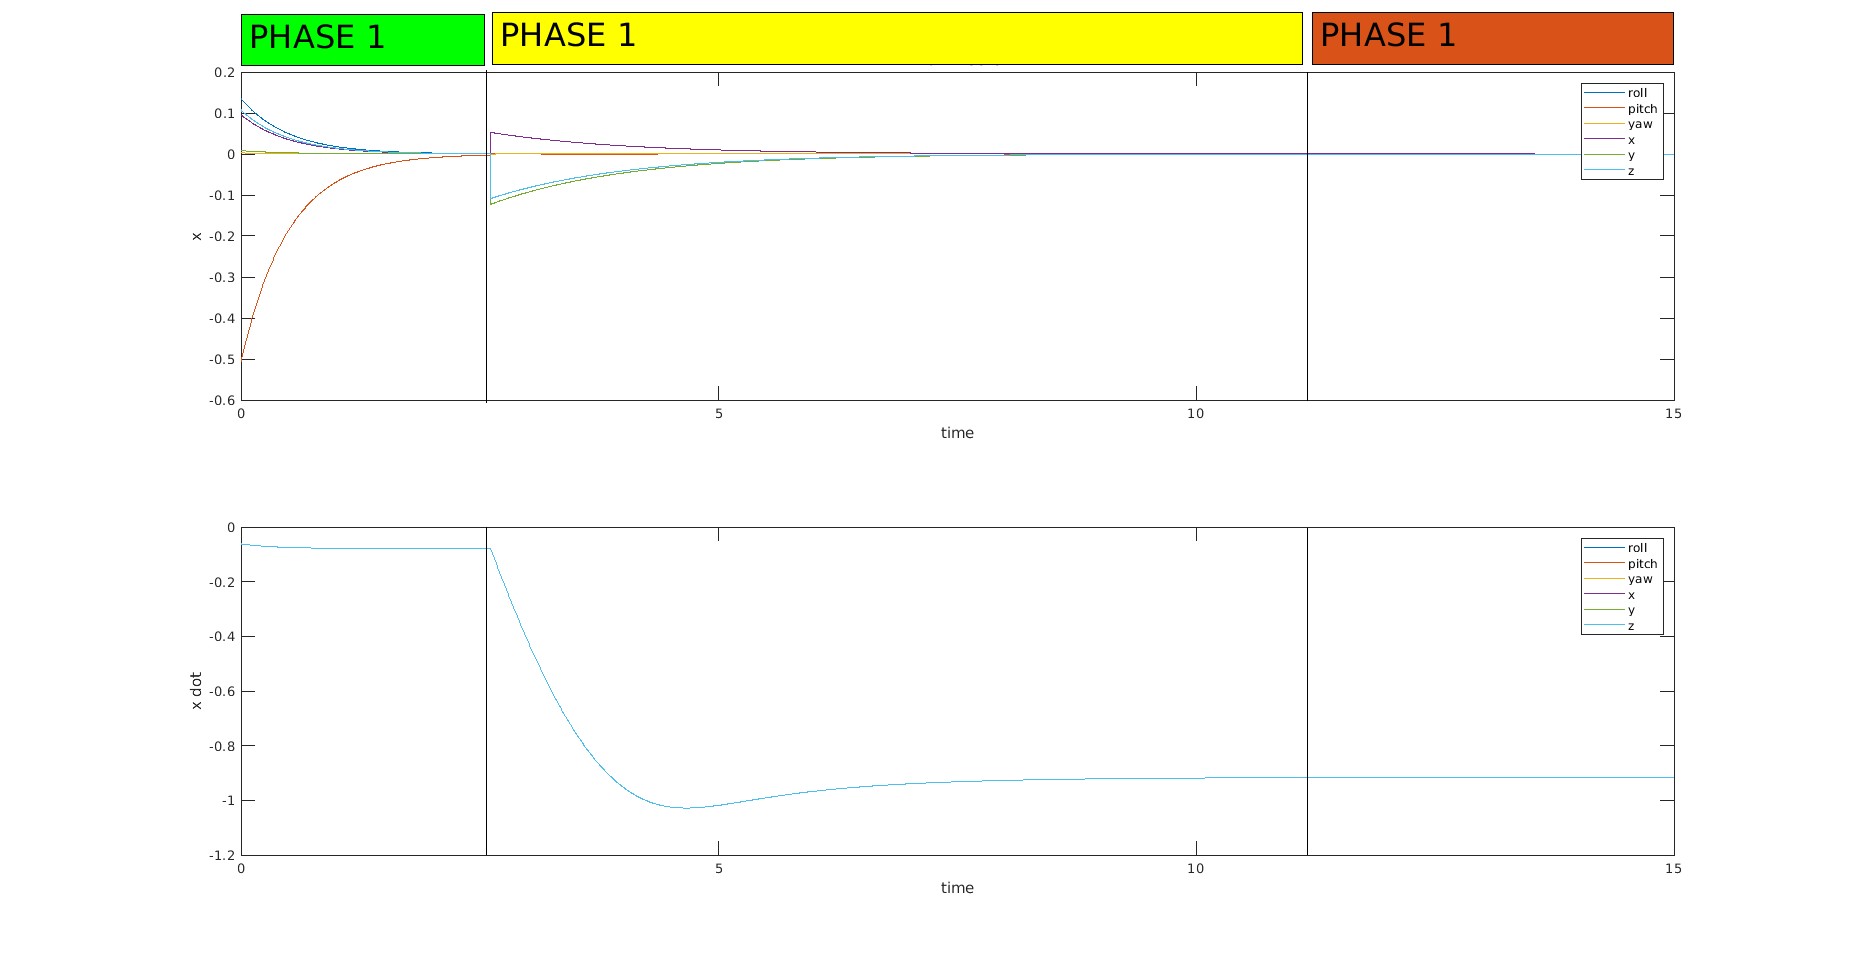 PHASE 1 PHASE 1 PHASE 1
0.2
0.1
0
-0.1
-0.2
-0.3
-0.4
-0.5
-0.6
x
0 5 10 15
time
roll
pitch
yaw
x
y
z
0
-0.2
-0.4
-0.6
-0.8
-1
-1.2
x dot
0 5 10 15
time
roll
pitch
yaw
x
y
z